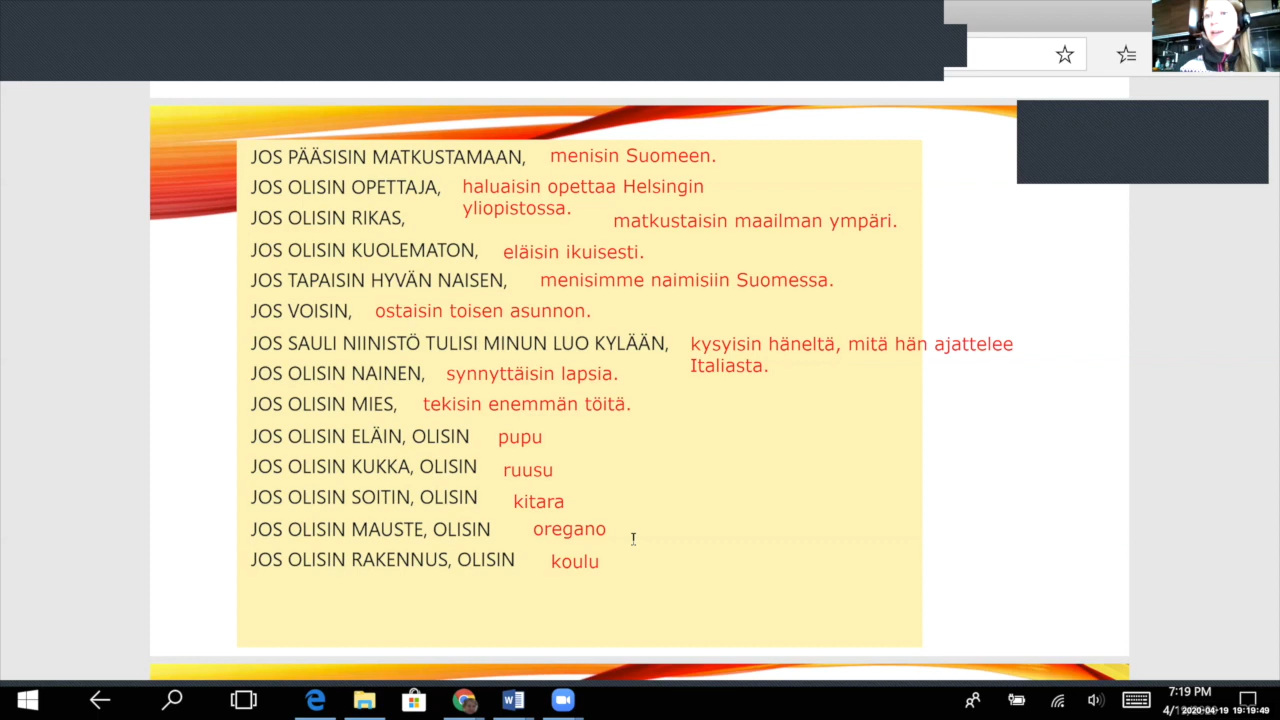 JOS PÄÄSISIN MATKUSTAMAAN, menisin Suomeen.
JOS OLISIN OPETTAJA, haluaisin opettaa Helsingin
yliopistossa.
JOS OLISIN RIKAS, matkustaisin maailman ympäri.
JOS OLISIN KUOLEMATON, eläisin ikuisesti.
JOS TAPAISIN HYVÄN NAISEN, menisimme naimisiin Suomessa.
JOS VOISIN, ostaisin toisen asunnon.
JOS SAULI NIINISTÖ TULISI MINUN LUO KYLÄÄN, kysyisin häneltä, mitä hän ajattelee
Italiasta.
JOS OLISIN NAINEN, synnyttäisin lapsia.
JOS OLISIN MIES, tekisin enemmän töitä.
JOS OLISIN ELÄIN, OLISIN pupu
JOS OLISIN KUKKA, OLISIN ruusu
JOS OLISIN SOITIN, OLISIN kitara
JOS OLISIN MAUSTE, OLISIN oregano
JOS OLISIN RAKENNUS, OLISIN koulu
7:19 PM
2020-04-19 19:19:49